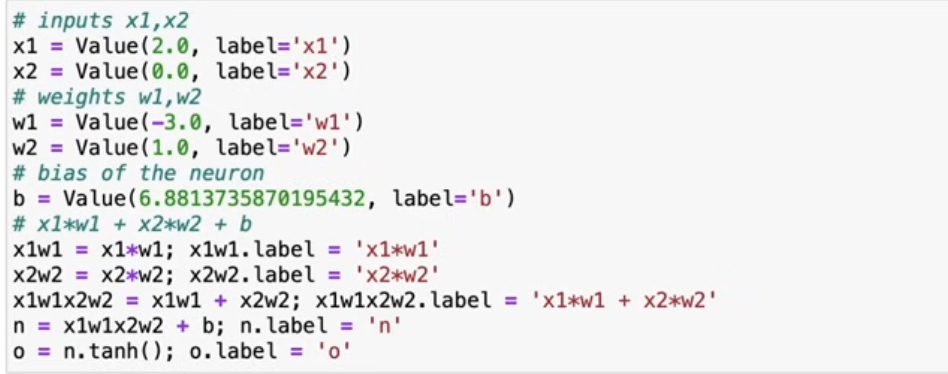 # inputs x1,x2
x1 = Value(2.0, label='x1')
x2 = Value(0.0, label='x2')
# weights w1,w2
w1 = Value(-3.0, label='w1')
w2 = Value(1.0, label='w2')
# bias of the neuron
b = Value(6.8813735870195432, label='b')
# x1*w1 + x2*w2 + b
x1w1 = x1*w1; x1w1.label = 'x1*w1'
x2w2 = x2*w2; x2w2.label = 'x2*w2'
x1w1x2w2 = x1w1 + x2w2; x1w1x2w2.label = 'x1*w1 + x2*w2'
n = x1w1x2w2 + b; n.label = 'n'
o = n.tanh(); o.label = 'o'